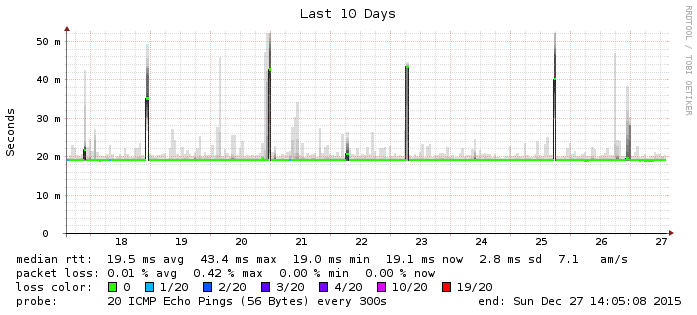 Last 10 Days
RRDTOOL / TOBI OETIKER
Seconds
50 m
40 m
30 m
20 m
10 m
0
18 19 20 21 22 23 24 25 26 27
median rtt: 19.5 ms avg 43.4 ms max 19.0 ms min 19.1 ms now 2.8 ms sd 7.1 am/s
packet loss: 0.01 % avg 0.42 % max 0.00 % min 0.00 % now
loss color: 0 1/20 2/20 3/20 4/20 10/20 19/20
probe: 20 ICMP Echo Pings (56 Bytes) every 300s end: Sun Dec 27 14:05:08 2015